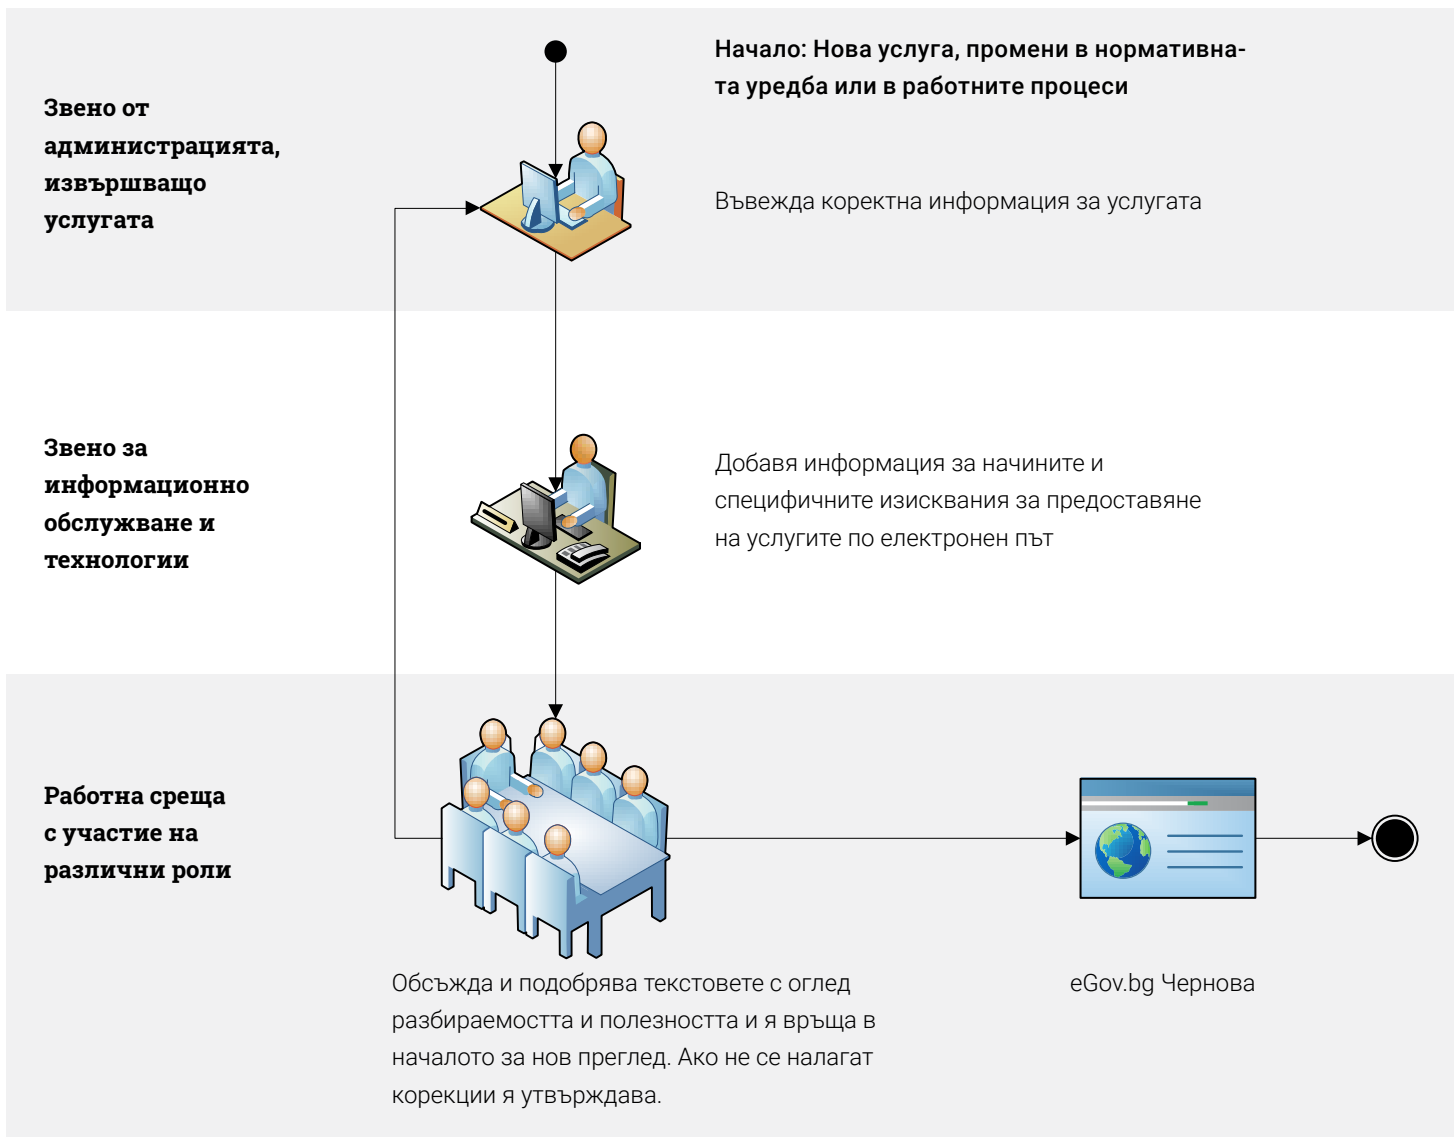 Начало: Нова услуга, промени в нормативна-
та уредба или в работните процеси
Звено от
администрацията,
извършващо
услугата
Въвежда коректна информация за услугата
Звено за
информационно
обслужване и
технологии
Добавя информация за начините и
специфичните изисквания за предоставяне
на услугите по електронен път
Работна среща
с участие на
различни роли
Обсъжда и подобрява текстовете с оглед
разбираемостта и полезността и я връща в
началото за нов преглед. Ако не се налагат
корекции я утвърждава.
eGov.bg Чернова